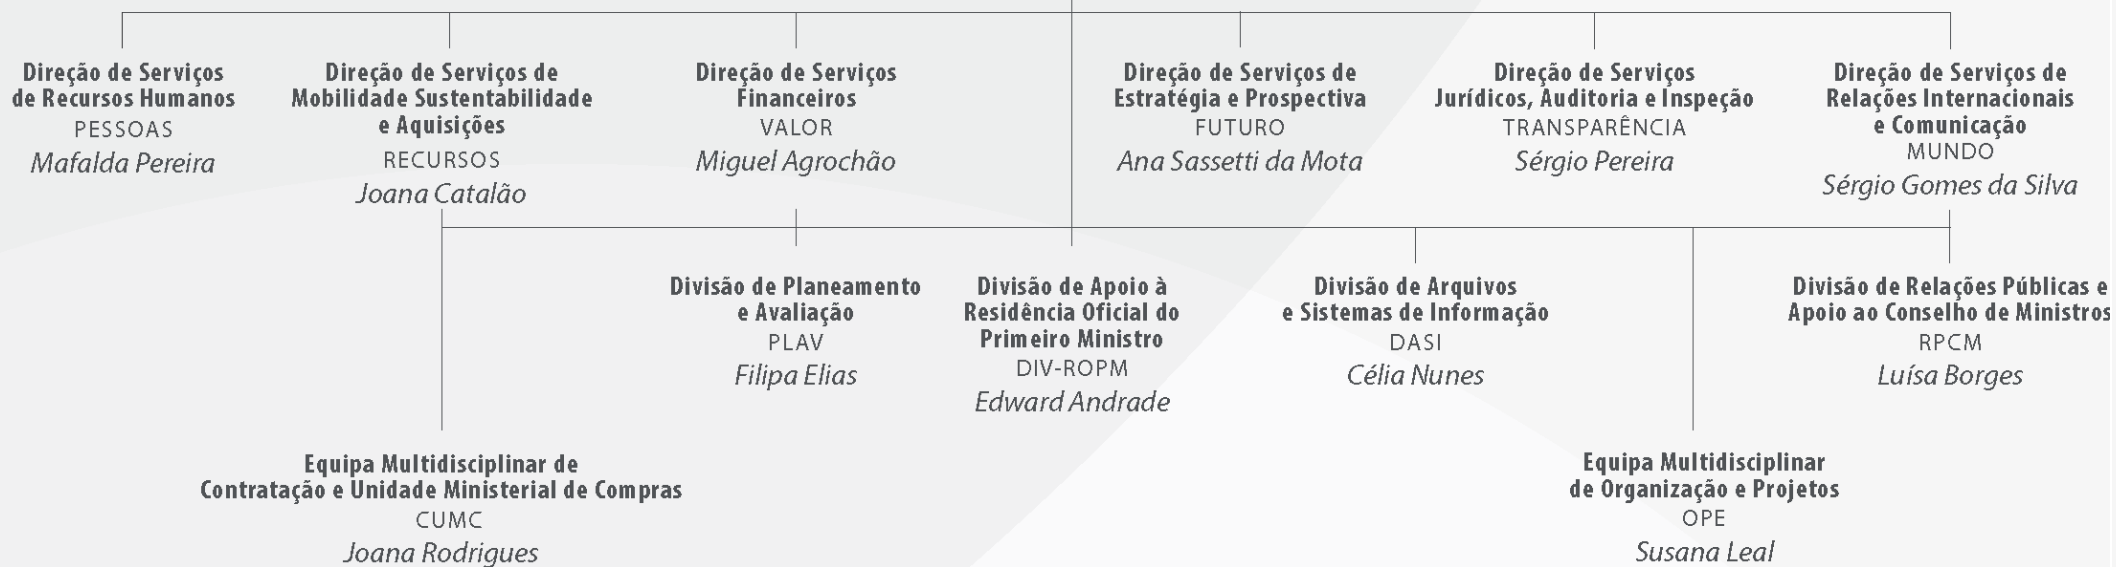 Direção de Serviços
de Recursos Humanos
PESSOAS
Mafalda Pereira
Direção de Serviços de
Mobilidade Sustentabilidade
e Aquisições
RECURSOS
Joana Catalão
Direção de Serviços
Financeiros
VALOR
Miguel Agrochão
Direção de Serviços de
Estratégia e Prospectiva
FUTURO
Ana Sassetti da Mota
Direção de Serviços
Jurídicos, Auditoria e Inspeção
TRANSPARÊNCIA
Sérgio Pereira
Direção de Serviços de
Relações Internacionais
e Comunicação
MUNDO
Sérgio Gomes da Silva
Divisão de Planeamento
e Avaliação
PLAV
Filipa Elias
Divisão de Apoio à
Residência Oficial do
Primeiro Ministro
DIV-ROPM
Edward Andrade
Divisão de Arquivos
e Sistemas de Informação
DASI
Célia Nunes
Divisão de Relações Públicas e
Apoio ao Conselho de Ministros
RPCM
Luísa Borges
Equipa Multidisciplinar de
Contratação e Unidade Ministerial de Compras
CUMC
Joana Rodrigues
Equipa Multidisciplinar
de Organização e Projetos
OPE
Susana Leal